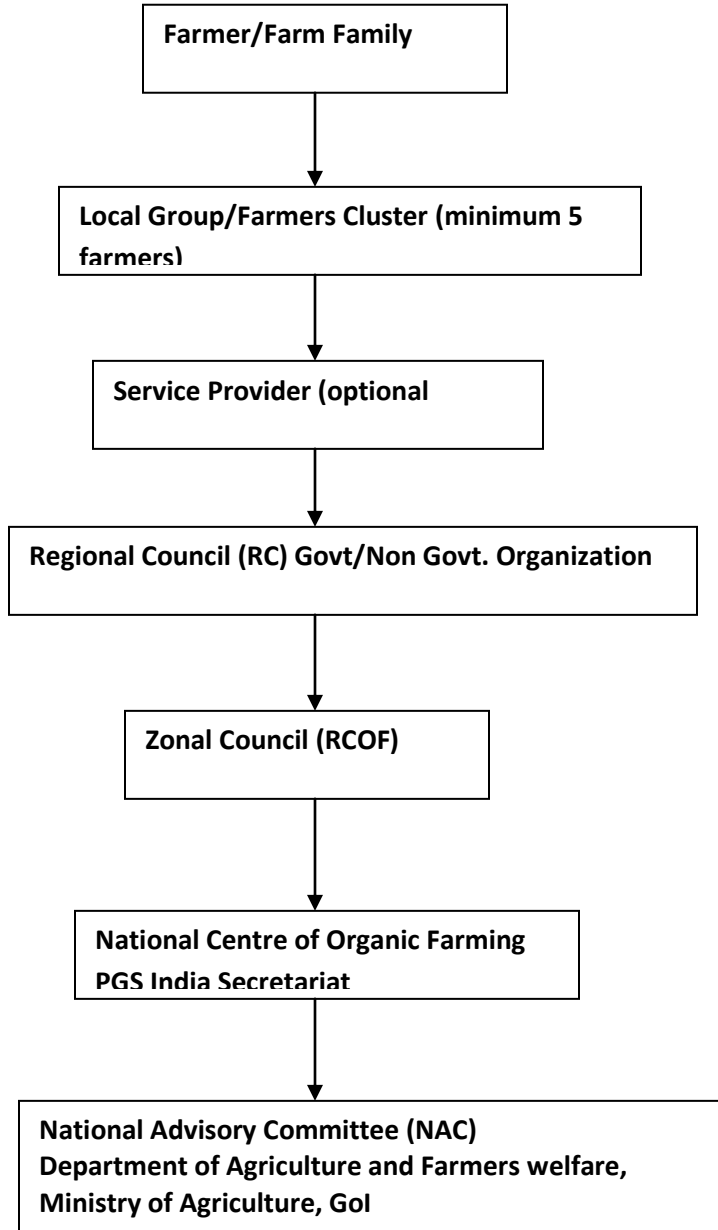 Farmer/Farm Family
Local Group/Farmers Cluster (minimum 5
farmers)
Service Provider (optional
Regional Council (RC) Govt/Non Govt. Organization
Zonal Council (RCOF)
National Centre of Organic Farming
PGS India Secretariat
National Advisory Committee (NAC)
Department of Agriculture and Farmers welfare,
Ministry of Agriculture, GoI